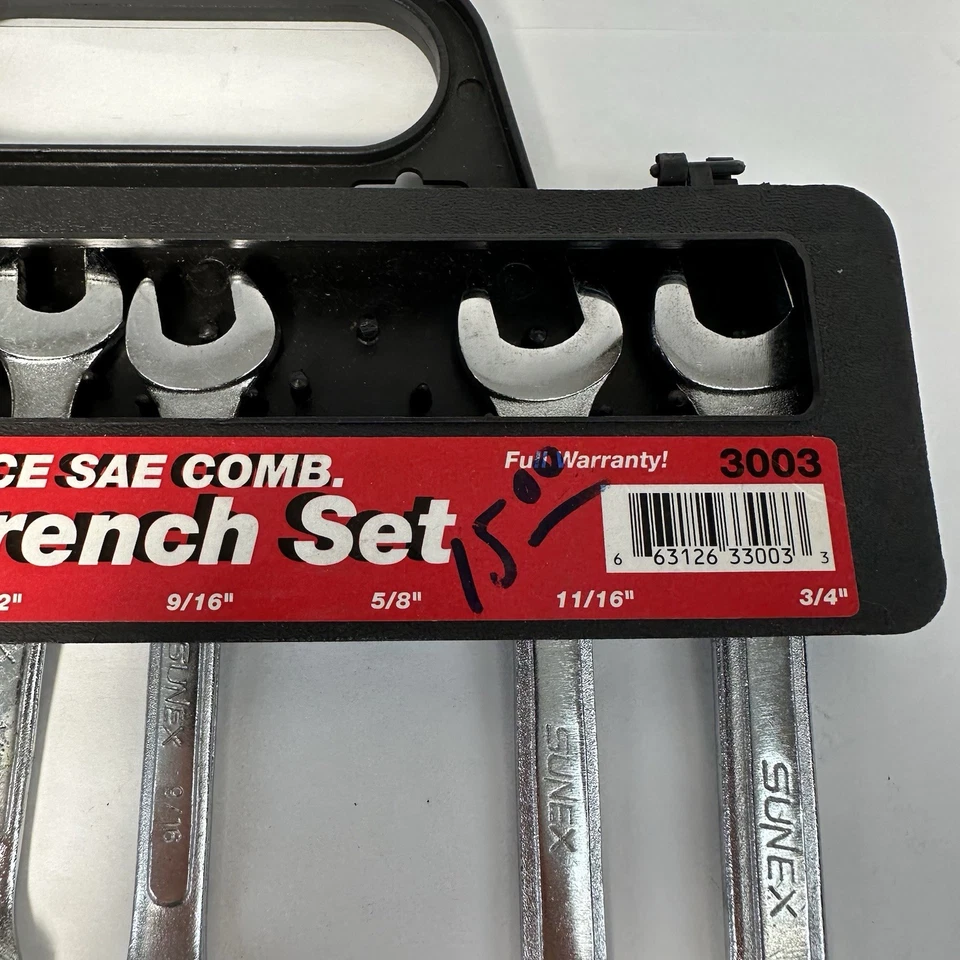 CE SAE COMB.
Full Warranty!
3003
rench Set
15.00
6 63126 33003 3
2"
9/16"
5/8"
11/16"
3/4"
SUNEX
9/16
SUNEX
SUNEX